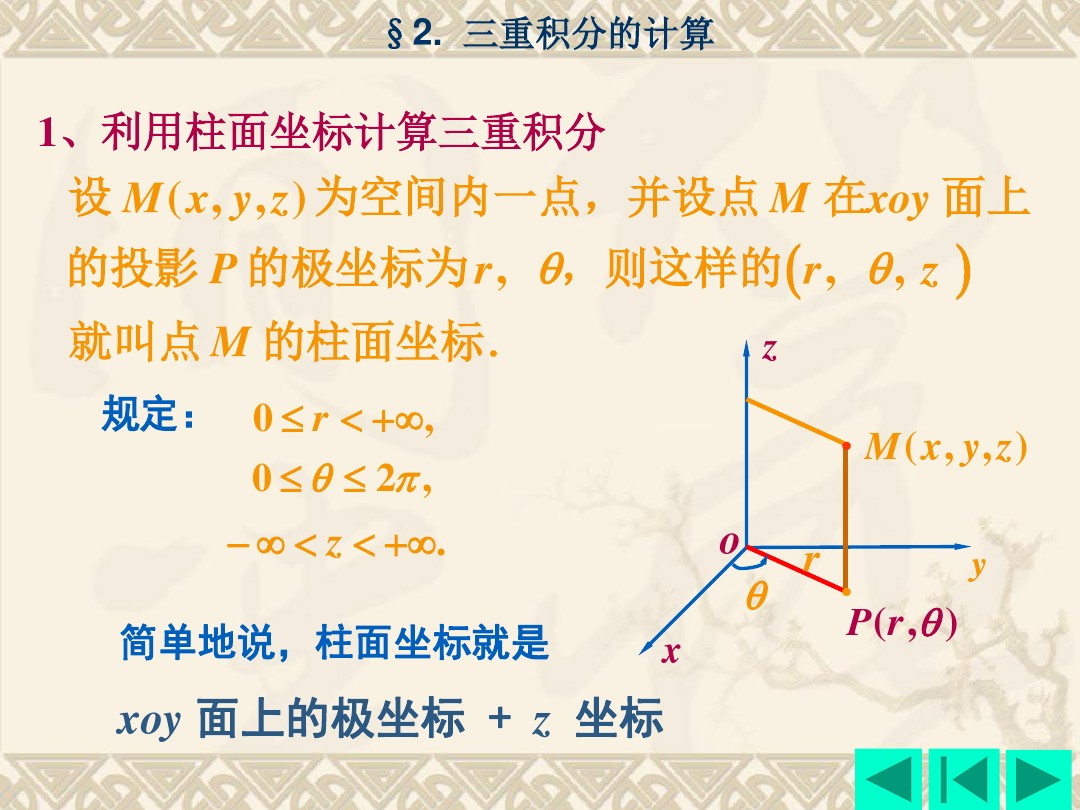 §2. 三重积分的计算
1、利用柱面坐标计算三重积分
设 M(x, y,z) 为空间内一点，并设点 M 在xoy 面上
的投影 P 的极坐标为r, θ，则这样的(r, θ, z )
就叫点 M 的柱面坐标.
规定：
0 ≤ r < +∞,
0 ≤ θ ≤ 2π,
−∞ < z < +∞.
z
M(x, y,z)
o
r
y
θ
P(r,θ)
x
简单地说，柱面坐标就是
xoy 面上的极坐标 + z 坐标